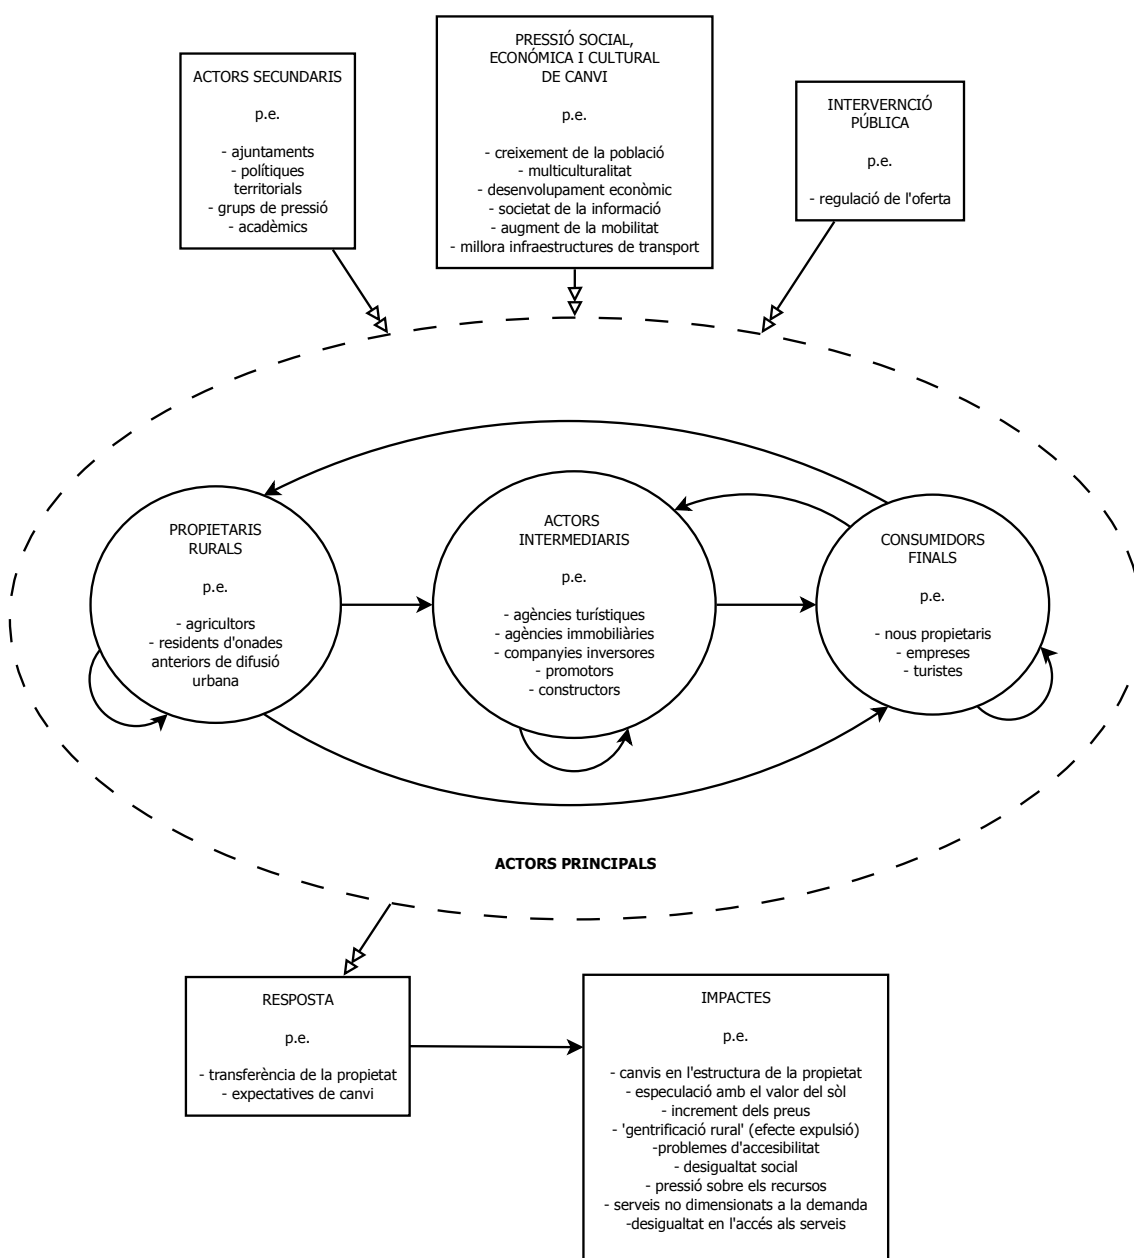 ACTORS SECUNDARIS
p.e.
- ajuntaments
- polítiques
territorials
- grups de pressió
- acadèmics
PRESSIÓ SOCIAL,
ECONÓMICA I CULTURAL
DE CANVI
p.e.
- creixement de la població
- multiculturalitat
- desenvolupament econòmic
- societat de la informació
- augment de la mobilitat
- millora infraestructures de transport
INTERVERNCIÓ
PÚBLICA
p.e.
- regulació de l'oferta
PROPIETARIS
RURALS
p.e.
- agricultors
- residents d'onades
anteriors de difusió
urbana
ACTORS
INTERMEDIARIS
p.e.
- agències turístiques
- agències immobiliàries
- companyies inversores
- promotors
- constructors
CONSUMIDORS
FINALS
p.e.
- nous propietaris
- empreses
- turistes
ACTORS PRINCIPALS
RESPOSTA
p.e.
- transferència de la propietat
- expectatives de canvi
IMPACTES
p.e.
- canvis en l'estructura de la propietat
- especulació amb el valor del sòl
- increment dels preus
- 'gentrificació rural' (efecte expulsió)
-problemes d'accesibilitat
- desigualtat social
- pressió sobre els recursos
- serveis no dimensionats a la demanda
-desigualtat en l'accés als serveis